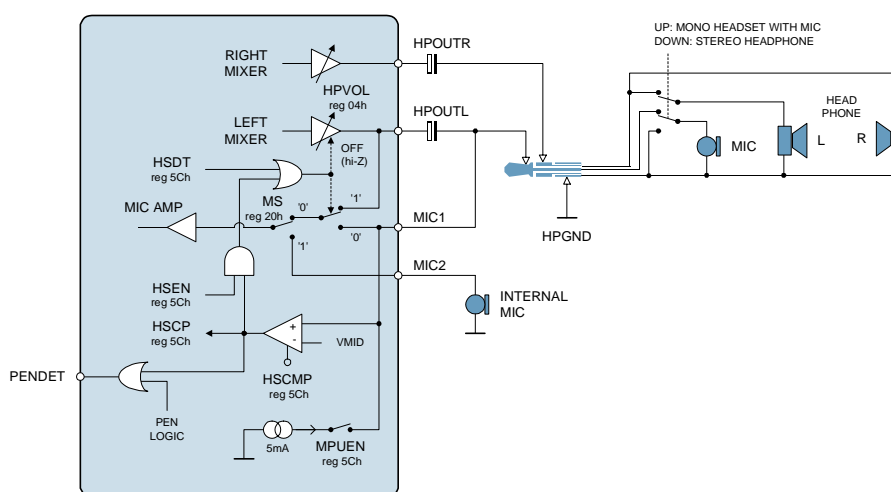 UP: MONO HEADSET WITH MIC
DOWN: STEREO HEADPHONE
RIGHT
MIXER
HPOUTR
HPVOL
reg 04h
LEFT
MIXER
HPOUTL
OFF
(hi-Z)
HEAD
PHONE
L
R
MIC
HSDT
reg 5Ch
MS
reg 20h
'0'
'1'
MIC AMP
'1'
'0'
MIC1
HPGND
MIC2
HSEN
reg 5Ch
INTERNAL
MIC
HSCP
reg 5Ch
+
-
VMID
HSCMP
reg 5Ch
PENDET
PEN
LOGIC
5mA
MPUEN
reg 5Ch